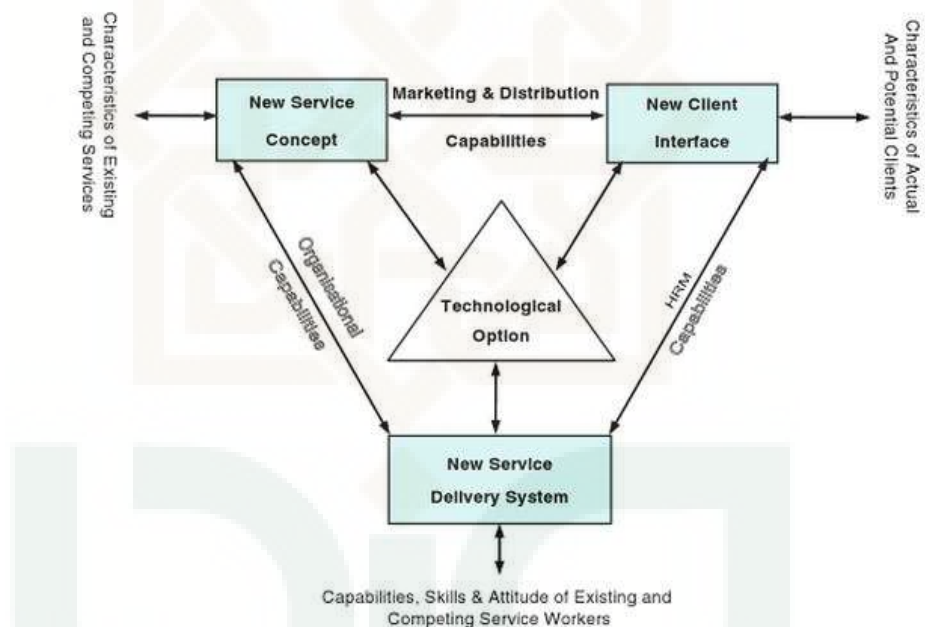 Characteristics of Existing
and Competing Services
New Service
Concept
Marketing & Distribution
Capabilities
New Client
Interface
Characteristics of Actual
And Potential Clients
Organisational
Capabilities
Technological
Option
HRM
Capabilities
New Service
Delivery System
Capabilities, Skills & Attitude of Existing and
Competing Service Workers